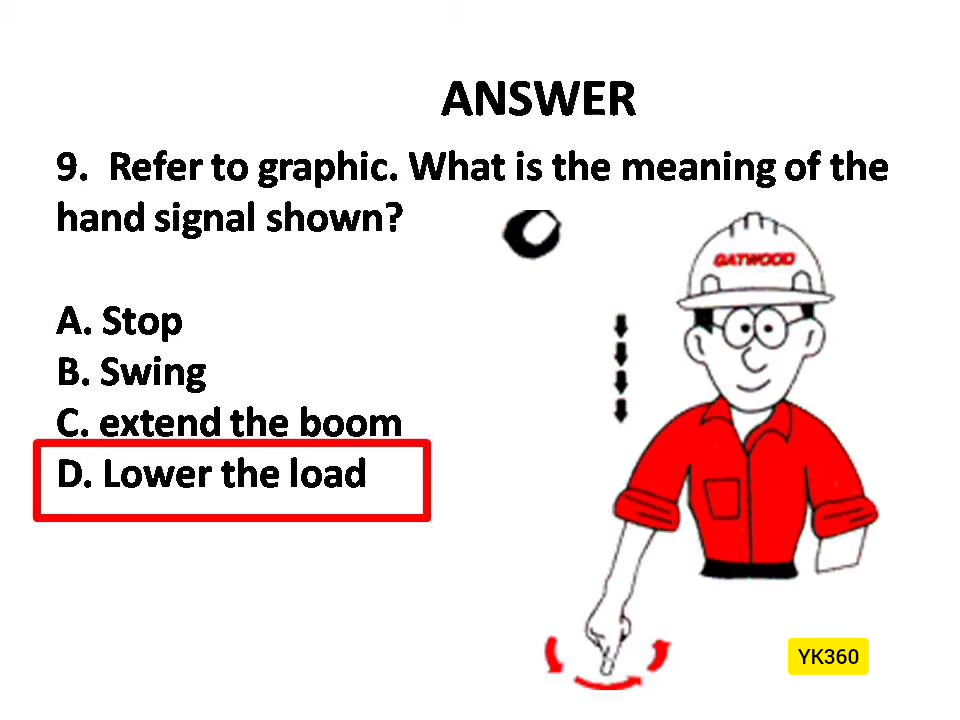 ANSWER
9. Refer to graphic. What is the meaning of the
hand signal shown?
GATWOOD
A. Stop
B. Swing
C. extend the boom
D. Lower the load
YK360